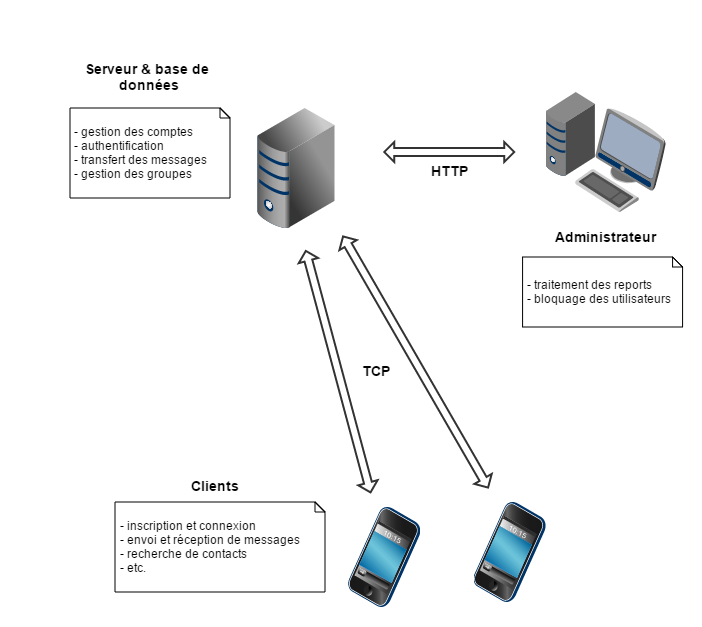 Serveur & base de
données
- gestion des comptes
- authentification
- transfert des messages
- gestion des groupes
HTTP
Administrateur
- traitement des reports
- bloquage des utilisateurs
TCP
Clients
- inscription et connexion
- envoi et réception de messages
- recherche de contacts
- etc.
10:15
10:15